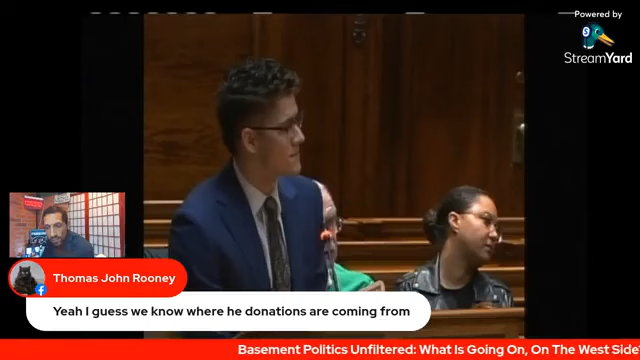 Powered by
StreamYard
Thomas John Rooney
Yeah I guess we know where he donations are coming from
Basement Politics Unfiltered: What Is Going On, On The West Side